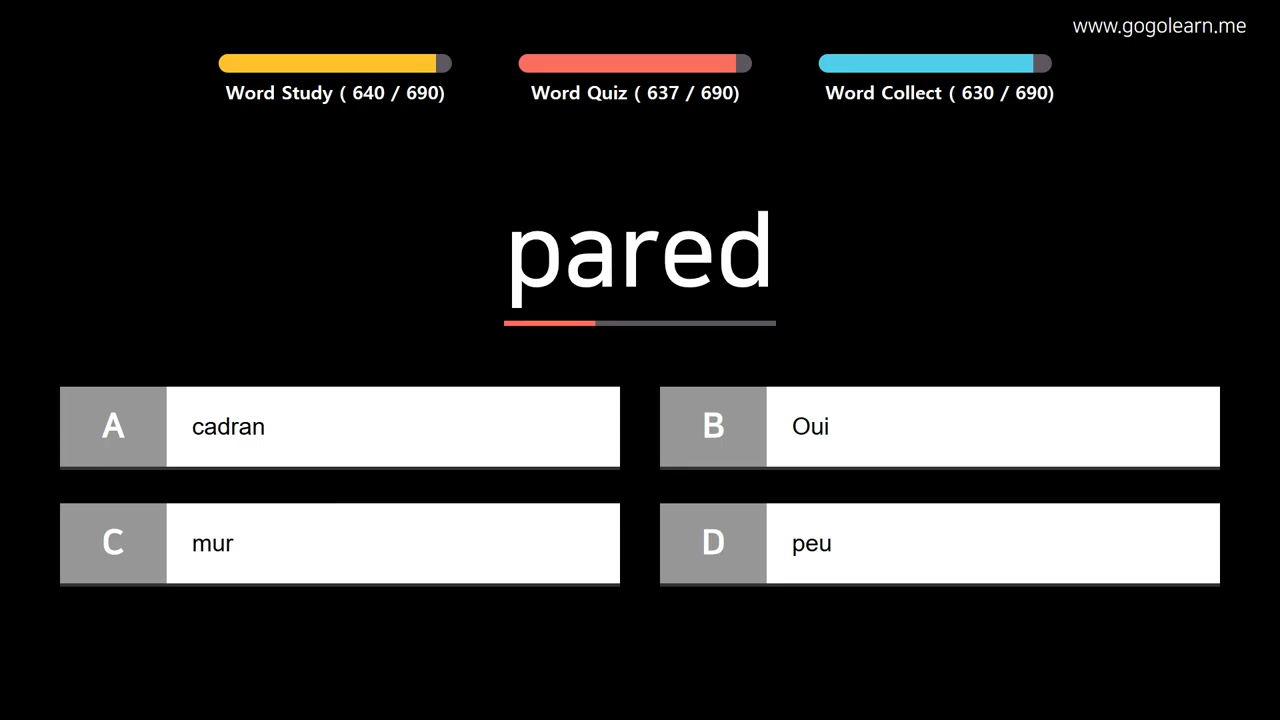 www.gogolearn.me
Word Study ( 640 / 690)
Word Quiz ( 637 / 690)
Word Collect ( 630 / 690)
pared
A cadran
B Oui
C mur
D peu